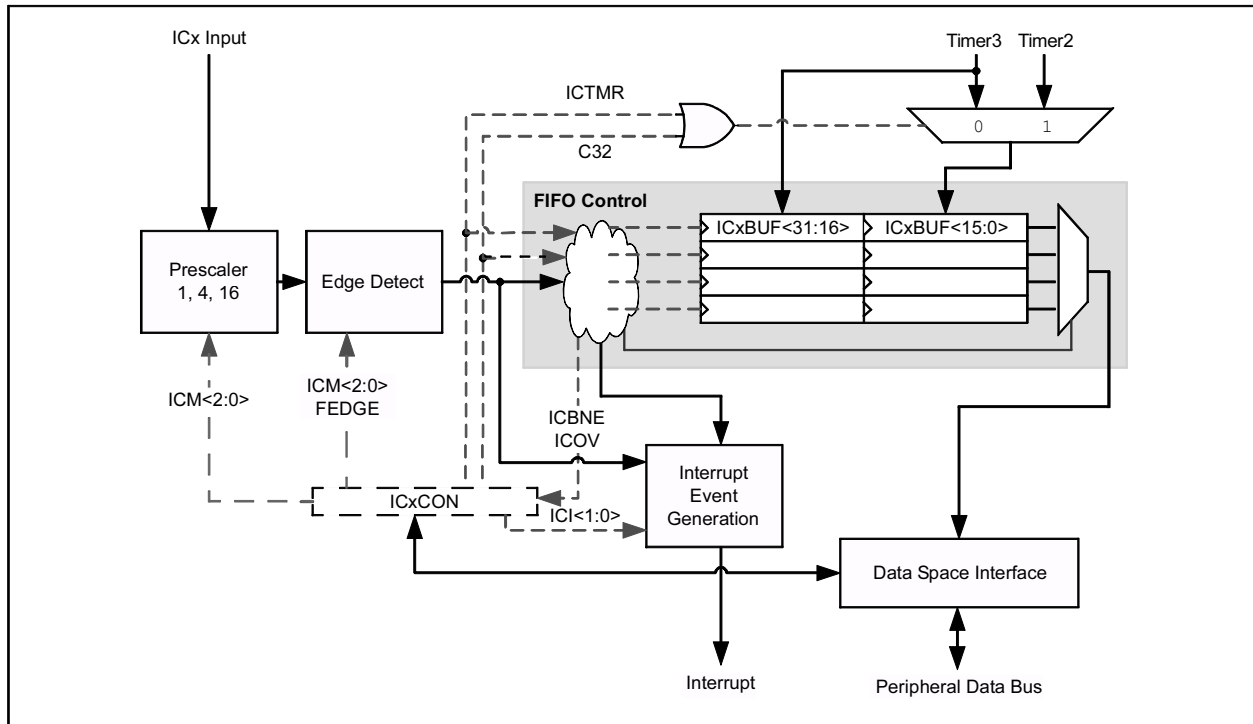 ICx Input
Timer3
Timer2
ICTMR
0
1
C32
FIFO Control
ICxBUF<31:16>
ICxBUF<15:0>
Prescaler
1, 4, 16
Edge Detect
ICM<2:0>
ICM<2:0>
FEDGE
ICBNE
ICOV
Interrupt
Event
Generation
ICxCON
ICI<1:0>
Data Space Interface
Interrupt
Peripheral Data Bus